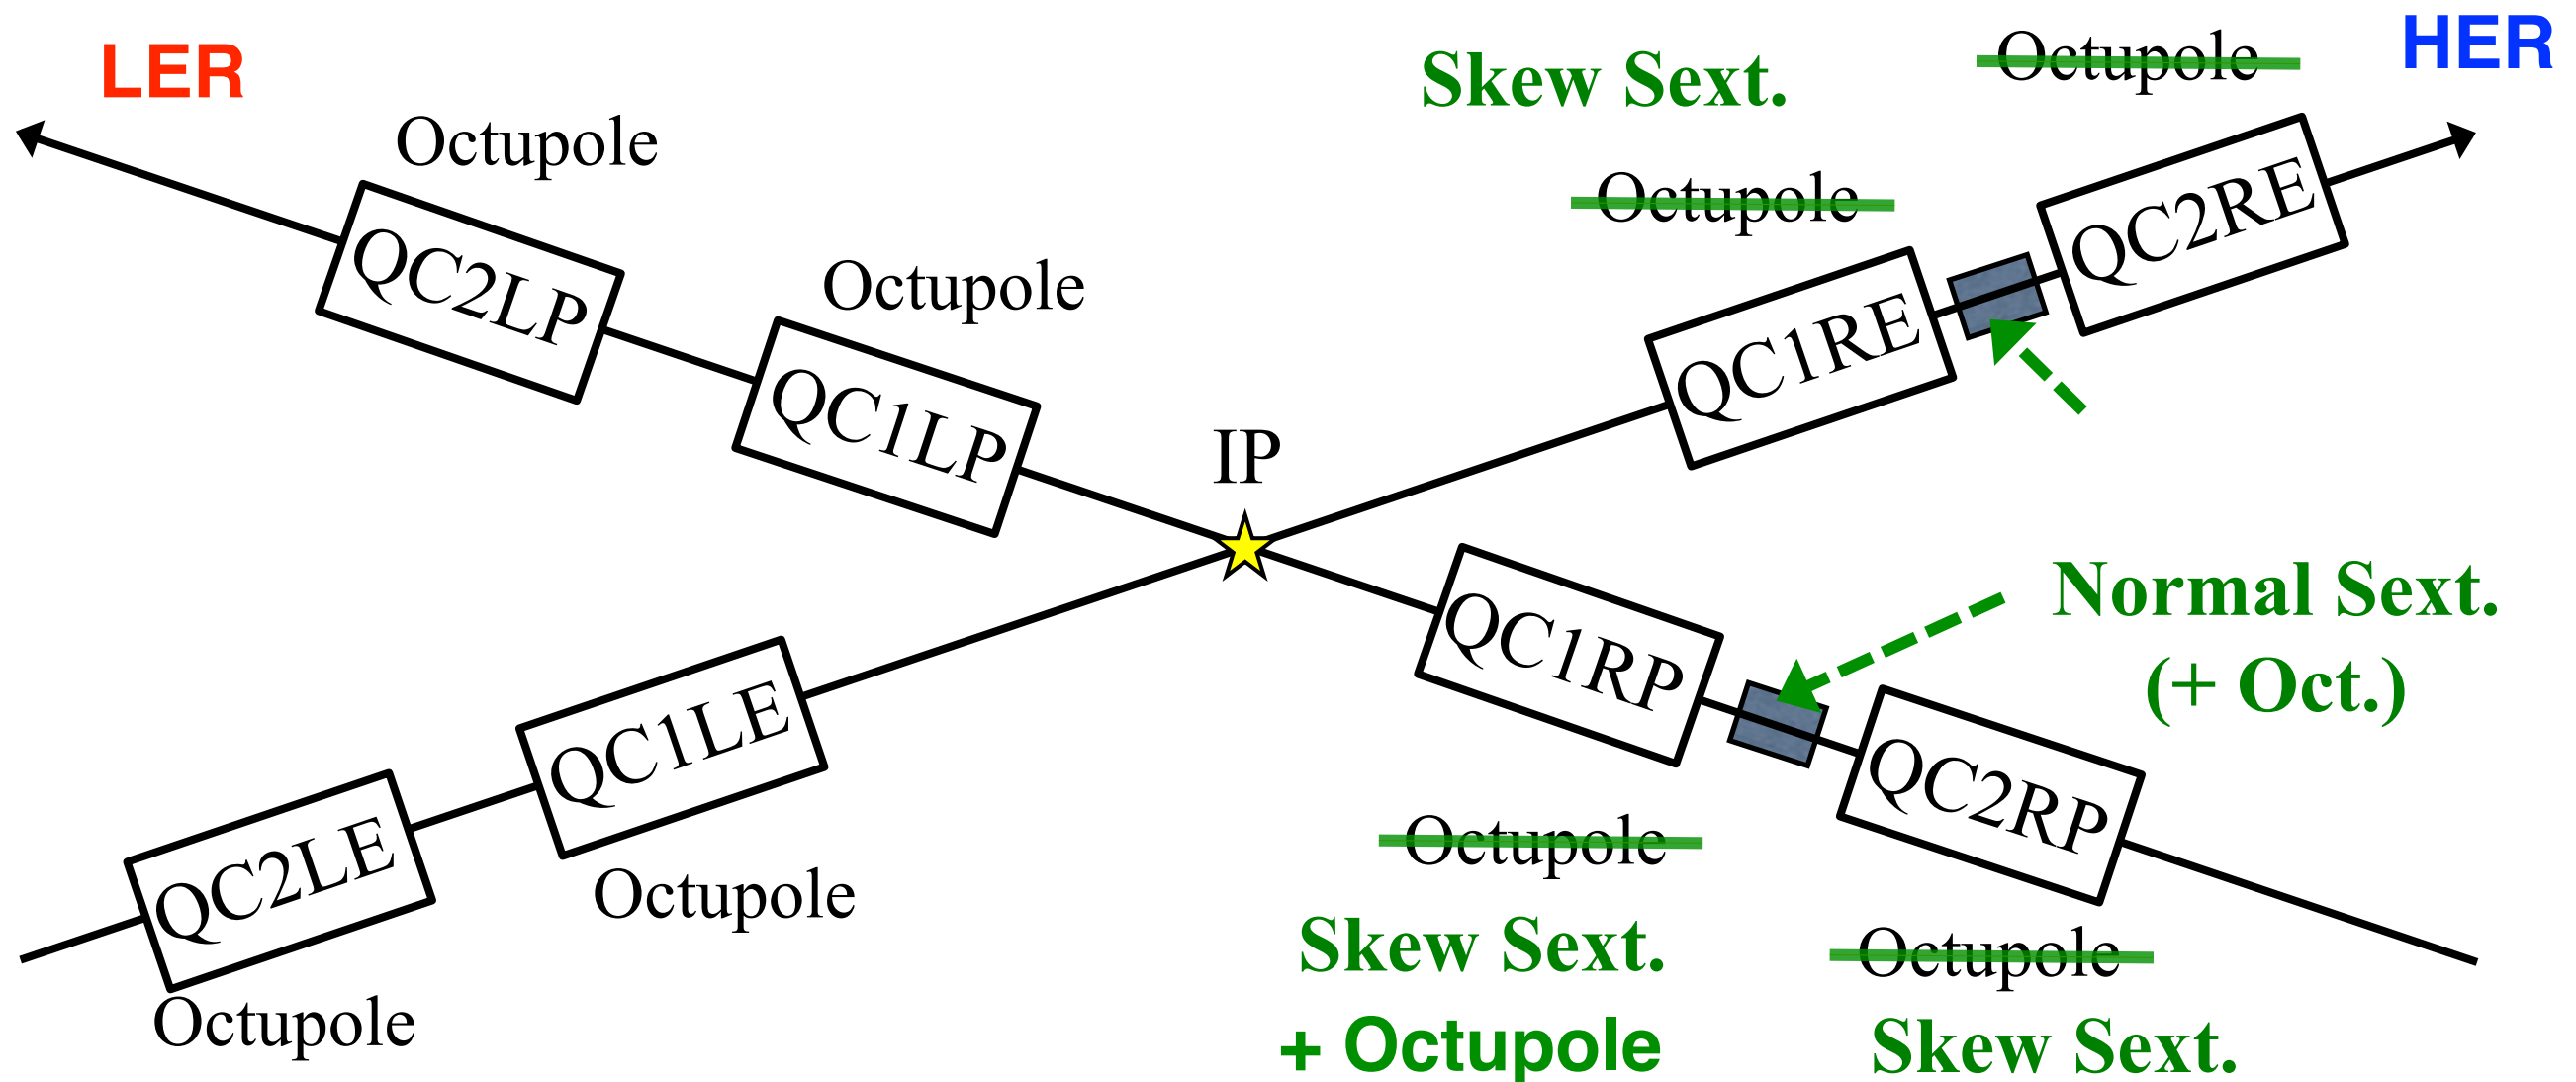 LER
HER
Octupole
Skew Sext.
Octupole
Octupole
QC2RE
QC2LP
Octupole
QC1RE
QC1LP
IP
Normal Sext.
(+ Oct.)
QC1RP
QC1LE
QC2RP
QC2LE
Octupole
Octupole
Skew Sext.
+ Octupole
Octupole
Skew Sext.
Octupole